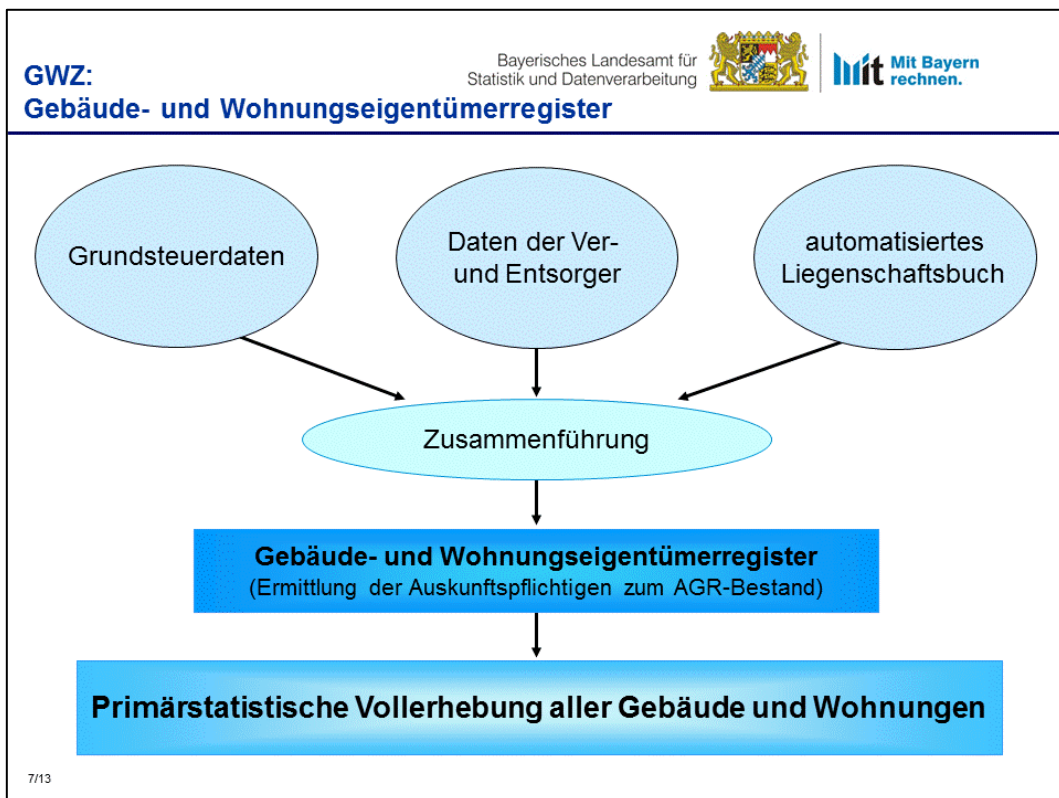 GWZ:
Gebäude- und Wohnungseigentümerregister
Bayerisches Landesamt für
Statistik und Datenverarbeitung
mit
Mit Bayern
rechnen.
Grundsteuerdaten
Daten der Ver-
und Entsorger
automatisiertes
Liegenschaftsbuch
Zusammenführung
Gebäude- und Wohnungseigentümerregister
(Ermittlung der Auskunftspflichtigen zum AGR-Bestand)
Primärstatistische Vollerhebung aller Gebäude und Wohnungen
7/13